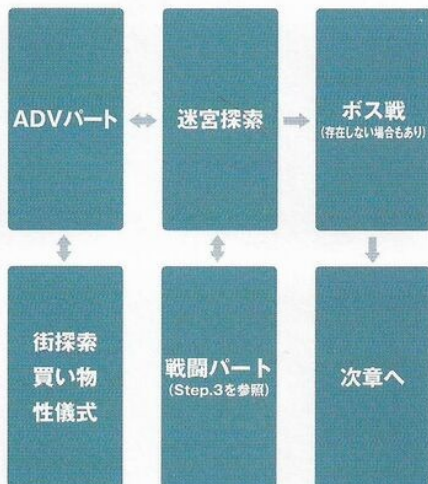 ADVパート
迷宮探索
ボス戦
(存在しない場合もあり)
街探索
買い物
性儀式
戦闘パート
(Step.3を参照)
次章へ